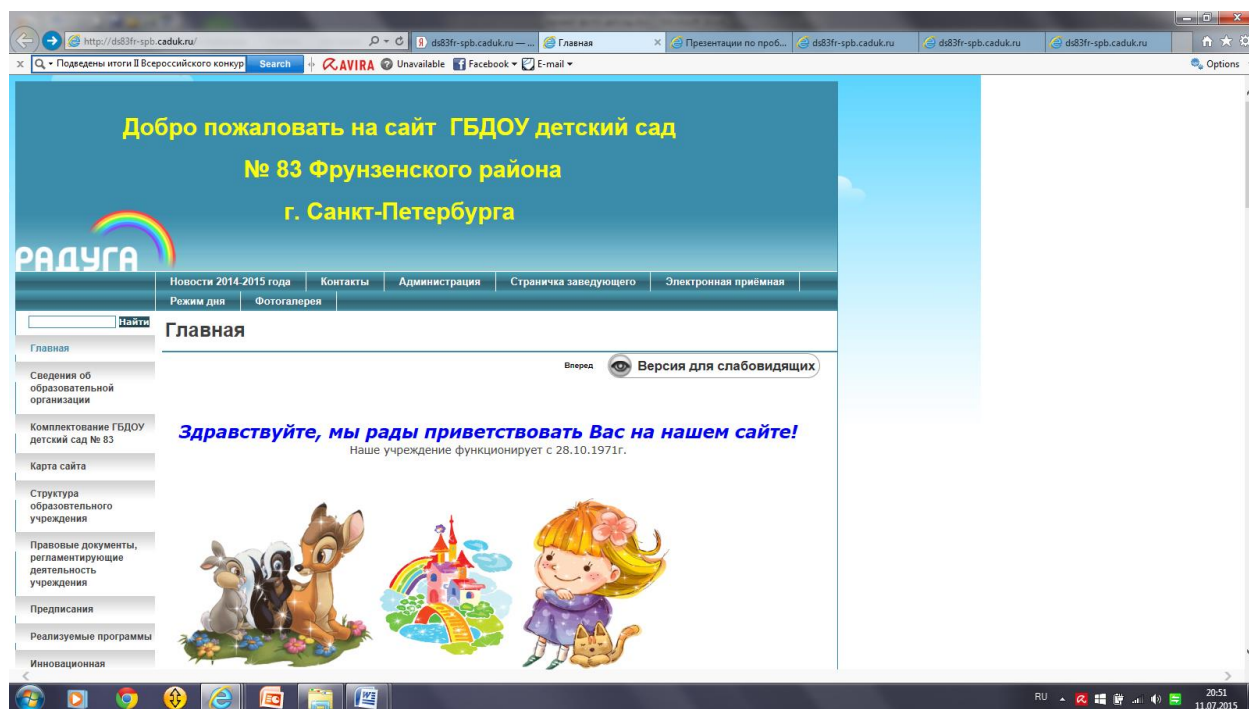 http://ds83fr-spb.caduk.ru/
ds83fr-spb.caduk.ru — ...
Главная
Презентации по проб...
ds83fr-spb.caduk.ru
ds83fr-spb.caduk.ru
ds83fr-spb.caduk.ru
Подведены итоги II Всероссийского конкур
Search
AVIRA
Unavailable
Facebook
E-mail
Options
Добро пожаловать на сайт ГБДОУ детский сад
№ 83 Фрунзенского района
г. Санкт-Петербурга
РАДУГА
Новости 2014-2015 года
Контакты
Администрация
Страничка заведующего
Электронная приёмная
Режим дня
Фотогалерея
Найти
Главная
Сведения об
образовательной
организации
Комплектование ГБДОУ
детский сад № 83
Карта сайта
Структура
образовтельного
учреждения
Правовые документы,
регламентирующие
деятельность
учреждения
Предписания
Реализуемые программы
Инновационная
Главная
Вперед
Версия для слабовидящих
Здравствуйте, мы рады приветствовать Вас на нашем сайте!
Наше учреждение функционирует с 28.10.1971г.
RU
20:51
11.07.2015